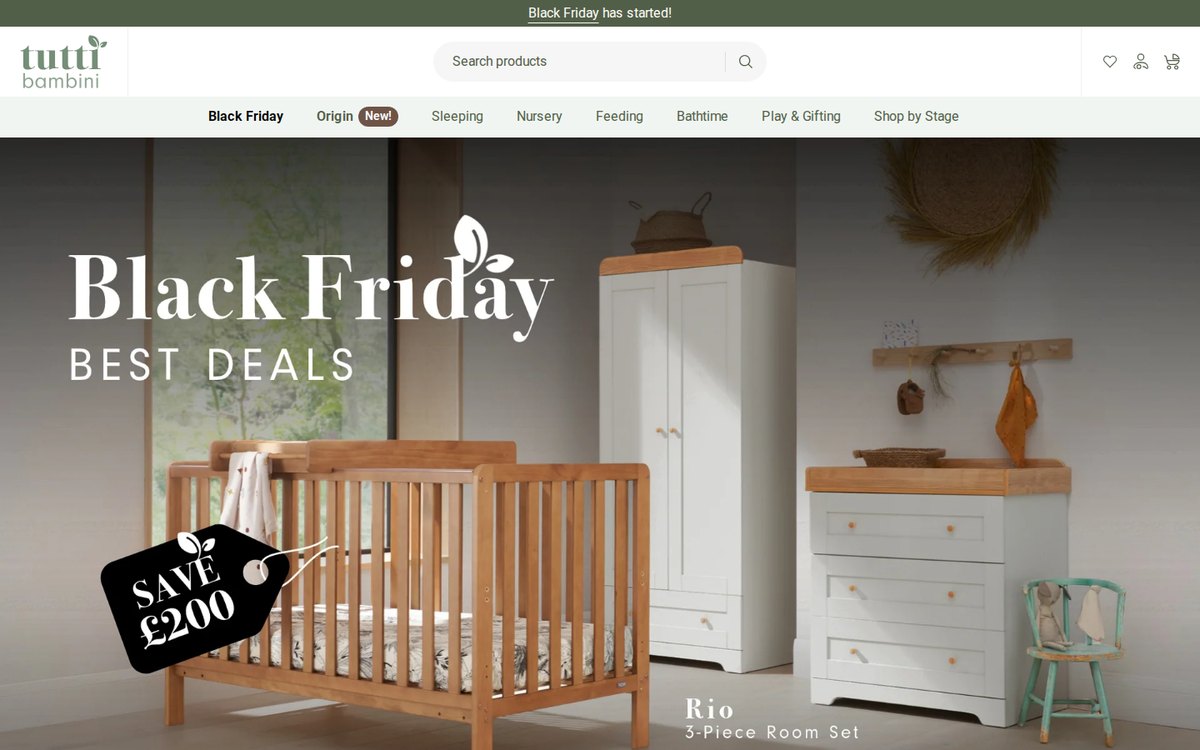 Black Friday has started!
tutti
bambini
Search products
Black Friday
Origin New!
Sleeping
Nursery
Feeding
Bathtime
Play & Gifting
Shop by Stage
Black Friday
BEST DEALS
SAVE
£200
Rio
3-Piece Room Set